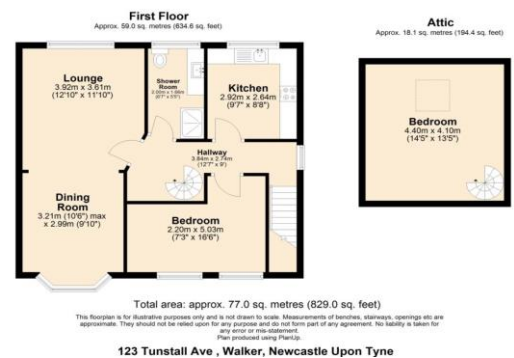 First Floor
Approx. 59.0 sq. metres (634.6 sq. feet)
Lounge
3.92m x 3.61m
(12'10" x 11'10")
Shower
Room
Kitchen
2.92m x 2.64m
(9'7" x 8'8")
Hallway
3.84m x 2.74m
(12'7" x 9')
Dining
Room
3.21m (10'6") max
x 2.99m (9'10")
Bedroom
2.20m x 5.03m
(7'3" x 16'6")
Attic
Approx. 18.1 sq. metres (194.4 sq. feet)
Bedroom
4.40m x 4.10m
(14'5" x 13'5")
Total area: approx. 77.0 sq. metres (829.0 sq. feet)
This floorplan is for illustrative purposes only and is not drawn to scale. Measurements of benches, stairways, openings etc are
approximate. They should not be relied upon for any purpose and do not form part of any agreement. No liability is taken for
any error or mis-statement.
Plan produced using PlanUp.
123 Tunstall Ave , Walker, Newcastle Upon Tyne